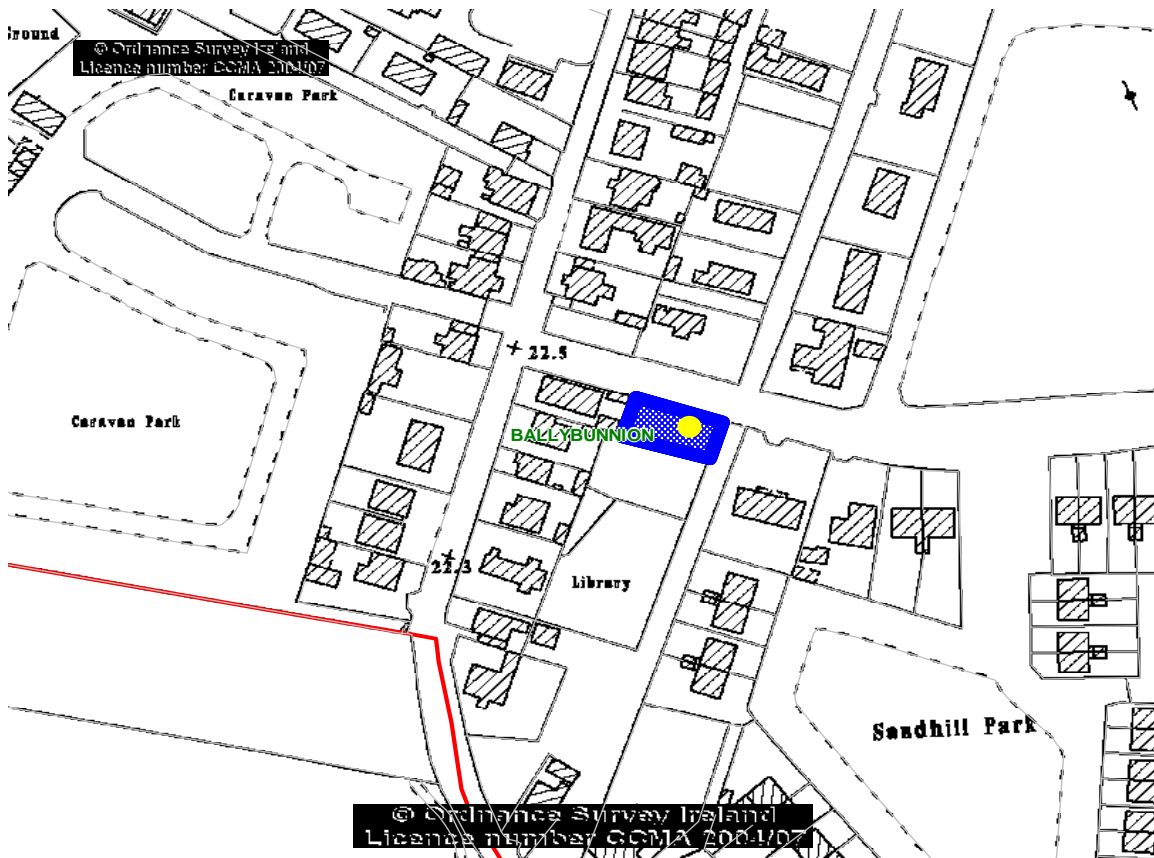 Ground
© Ordnance Survey Ireland
Licence number CCMA 2004/07
Caravan Park
22.5
Caravan Park
BALLYBUNNION
22.3
Library
Sandhill Park
© Ordnance Survey Ireland
Licence number CCMA 2004/07